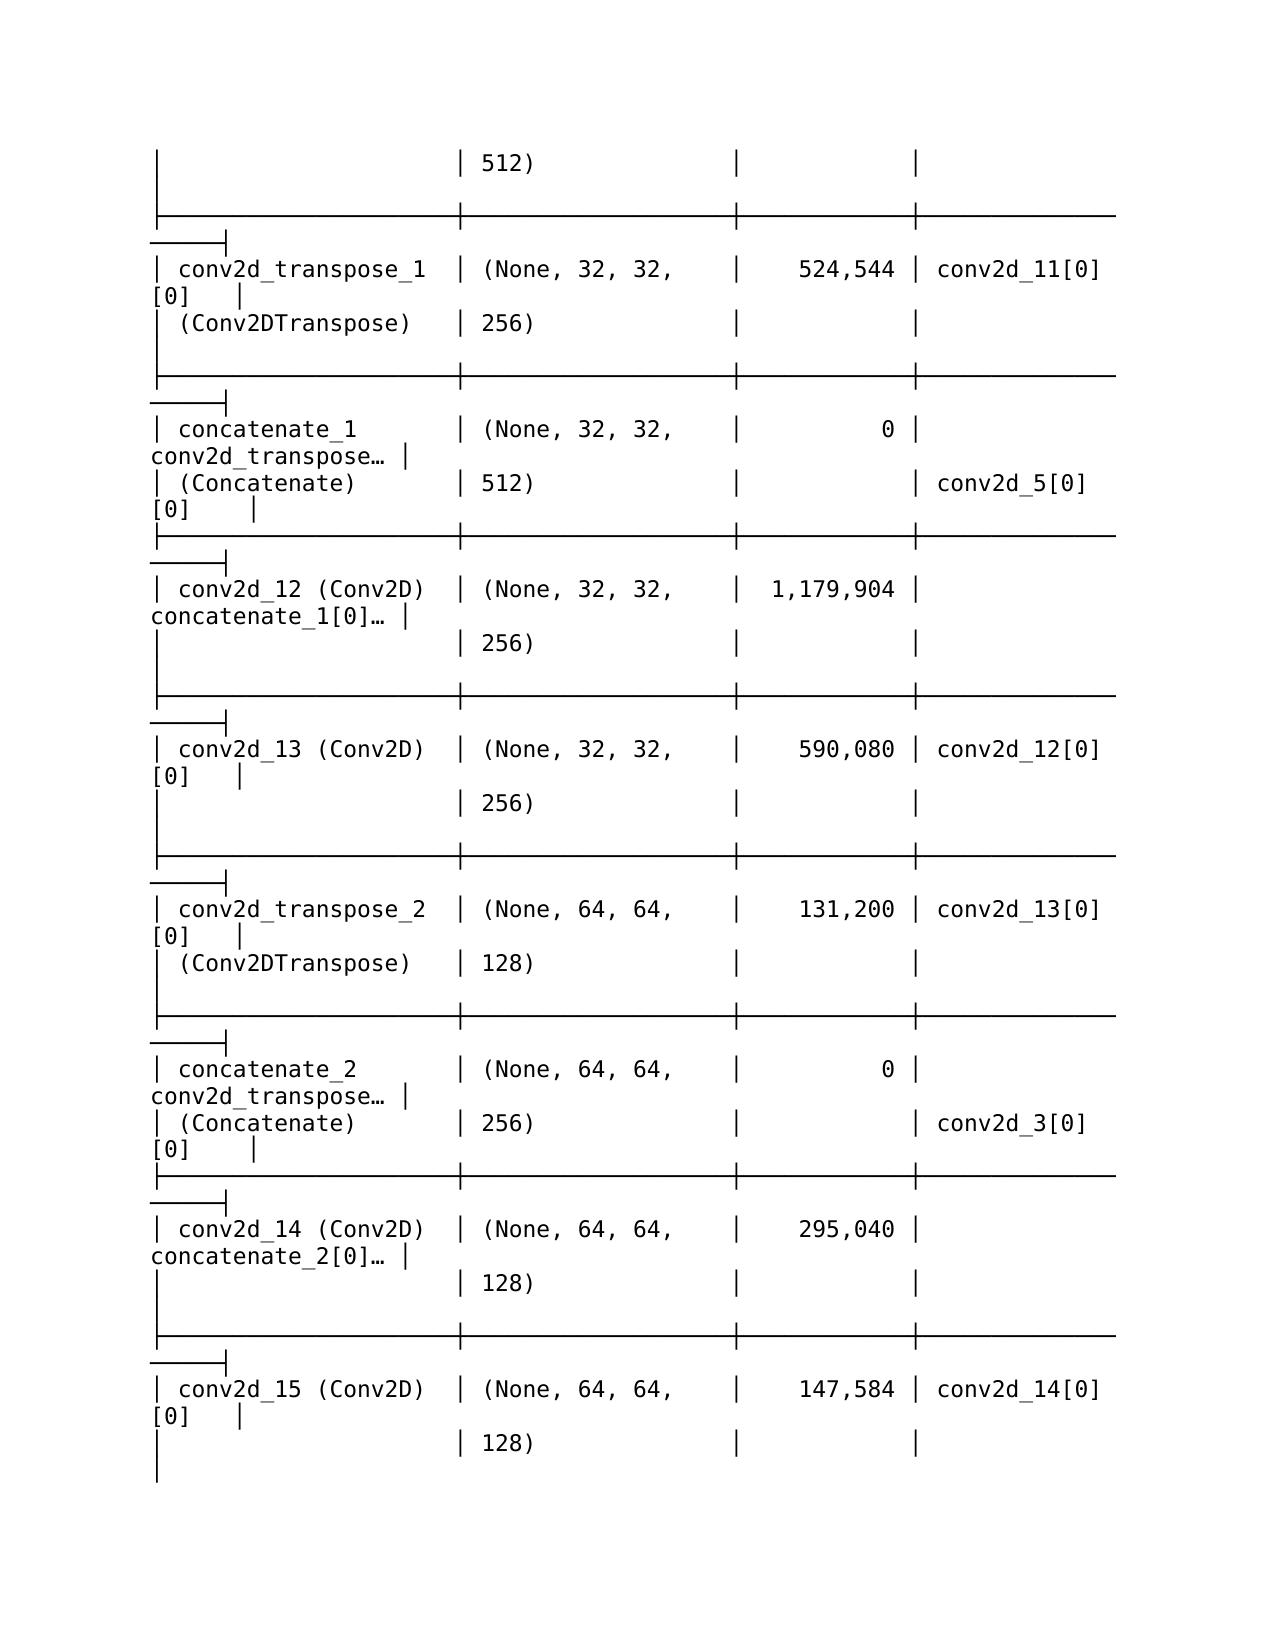 │                     │ 512)              │            │
│
├─────────────────────┼───────────────────┼────────────┼──────────────
─────┤
│ conv2d_transpose_1  │ (None, 32, 32,    │    524,544 │ conv2d_11[0]
[0]   │
│ (Conv2DTranspose)   │ 256)              │            │
│
├─────────────────────┼───────────────────┼────────────┼──────────────
─────┤
│ concatenate_1       │ (None, 32, 32,    │          0 │
conv2d_transpose… │
│ (Concatenate)       │ 512)              │            │ conv2d_5[0]
[0]    │
├─────────────────────┼───────────────────┼────────────┼──────────────
─────┤
│ conv2d_12 (Conv2D)  │ (None, 32, 32,    │  1,179,904 │
concatenate_1[0]… │
│                     │ 256)              │            │
│
├─────────────────────┼───────────────────┼────────────┼──────────────
─────┤
│ conv2d_13 (Conv2D)  │ (None, 32, 32,    │    590,080 │ conv2d_12[0]
[0]   │
│                     │ 256)              │            │
│
├─────────────────────┼───────────────────┼────────────┼──────────────
─────┤
│ conv2d_transpose_2  │ (None, 64, 64,    │    131,200 │ conv2d_13[0]
[0]   │
│ (Conv2DTranspose)   │ 128)              │            │
│
├─────────────────────┼───────────────────┼────────────┼──────────────
─────┤
│ concatenate_2       │ (None, 64, 64,    │          0 │
conv2d_transpose… │
│ (Concatenate)       │ 256)              │            │ conv2d_3[0]
[0]    │
├─────────────────────┼───────────────────┼────────────┼──────────────
─────┤
│ conv2d_14 (Conv2D)  │ (None, 64, 64,    │    295,040 │
concatenate_2[0]… │
│                     │ 128)              │            │
│
├─────────────────────┼───────────────────┼────────────┼──────────────
─────┤
│ conv2d_15 (Conv2D)  │ (None, 64, 64,    │    147,584 │ conv2d_14[0]
[0]   │
│                     │ 128)              │            │
│